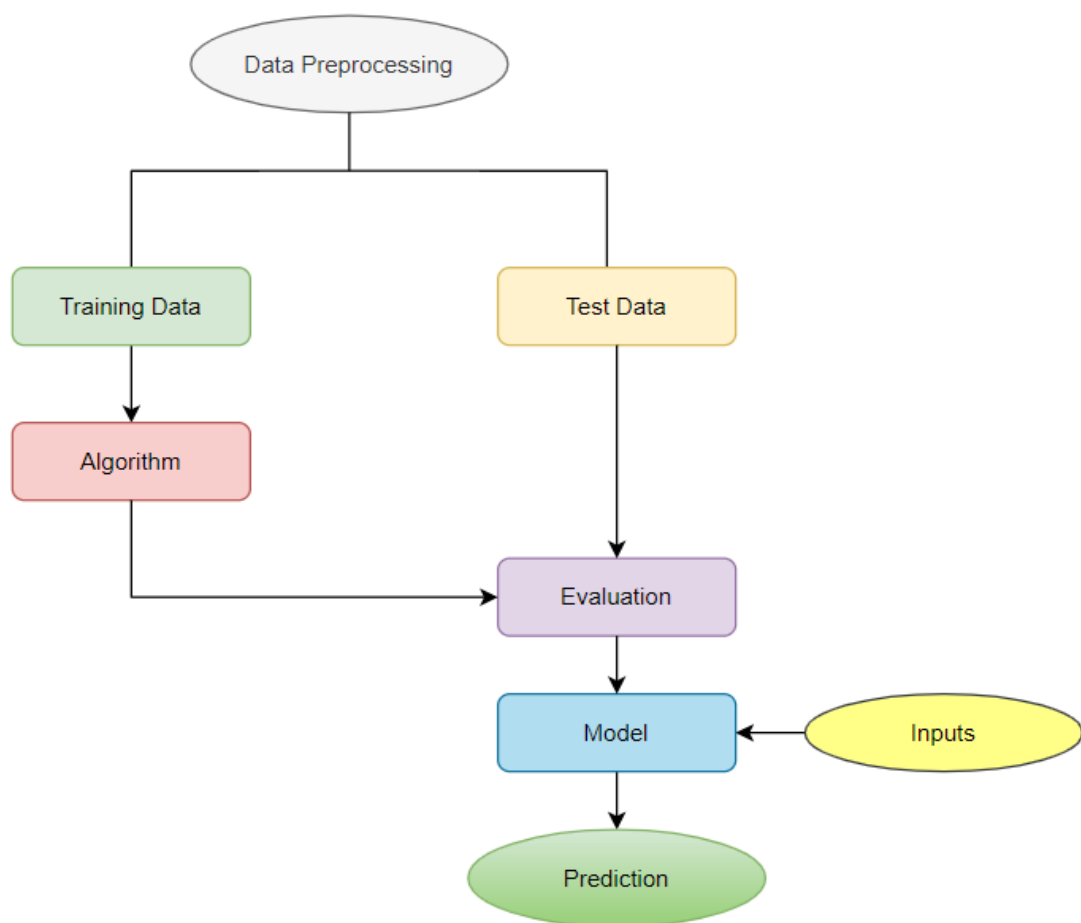 Data Preprocessing
Training Data
Test Data
Algorithm
Evaluation
Model
Inputs
Prediction